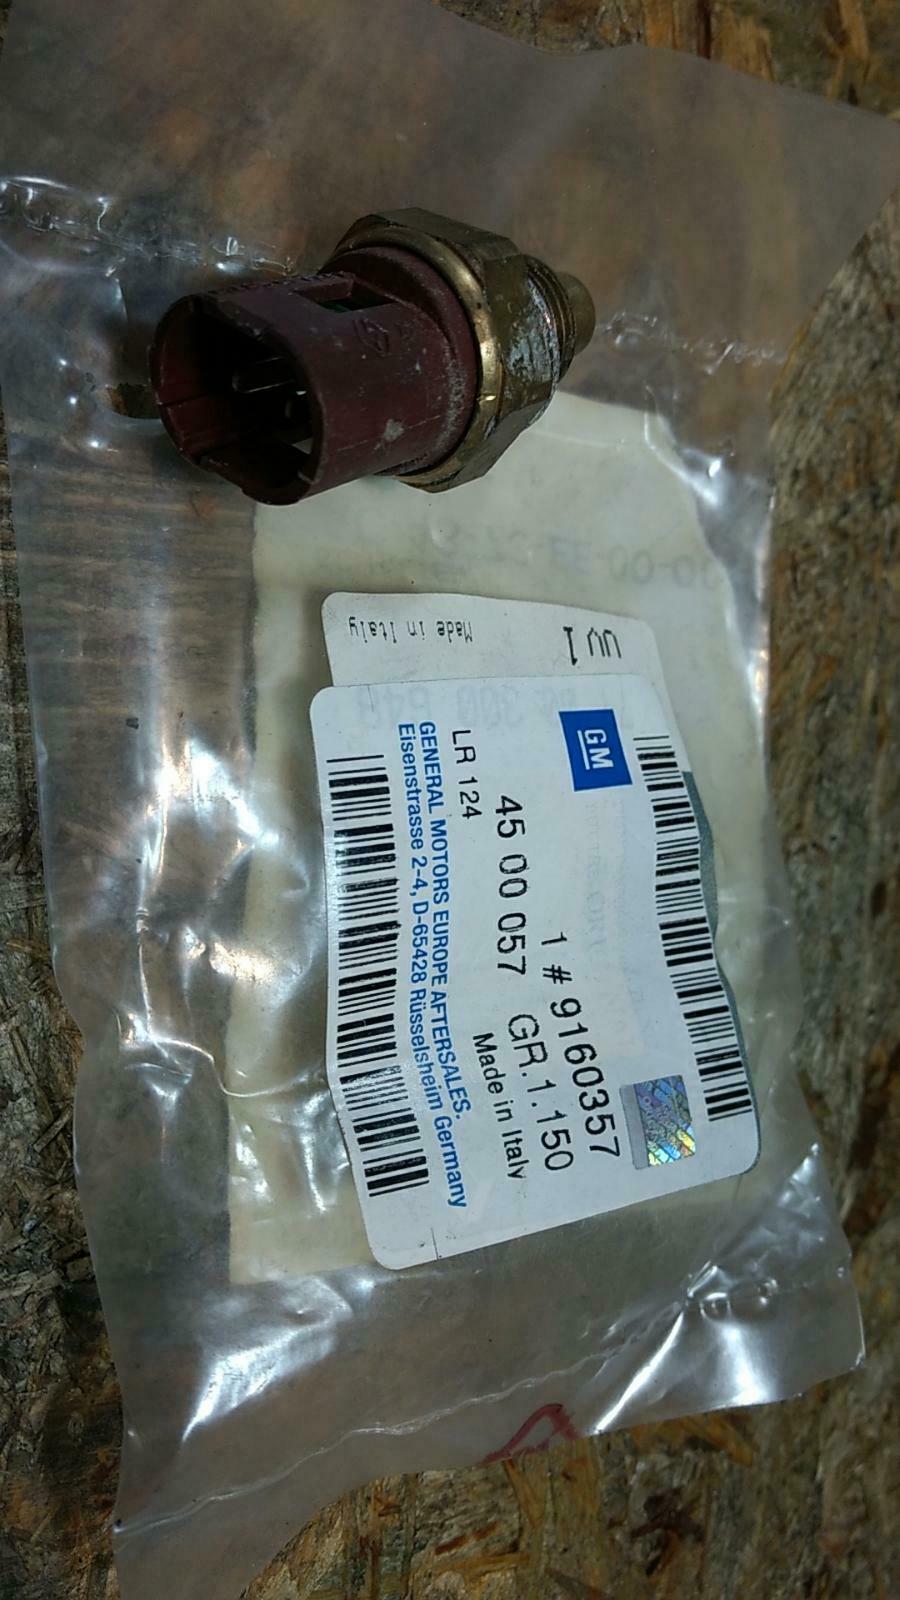 Made in Italy
UV1
GM
1 # 9160357
45 00 057 GR.1.150
LR 124
Made in Italy
GENERAL MOTORS EUROPE AFTERSALES.
Eisenstrasse 2-4, D-65428 Rüsselsheim Germany